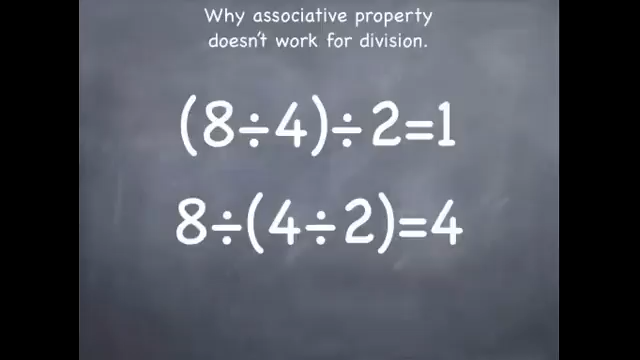 Why associative property
doesn't work for division.
(8÷4)÷2=1
8÷(4÷2)=4